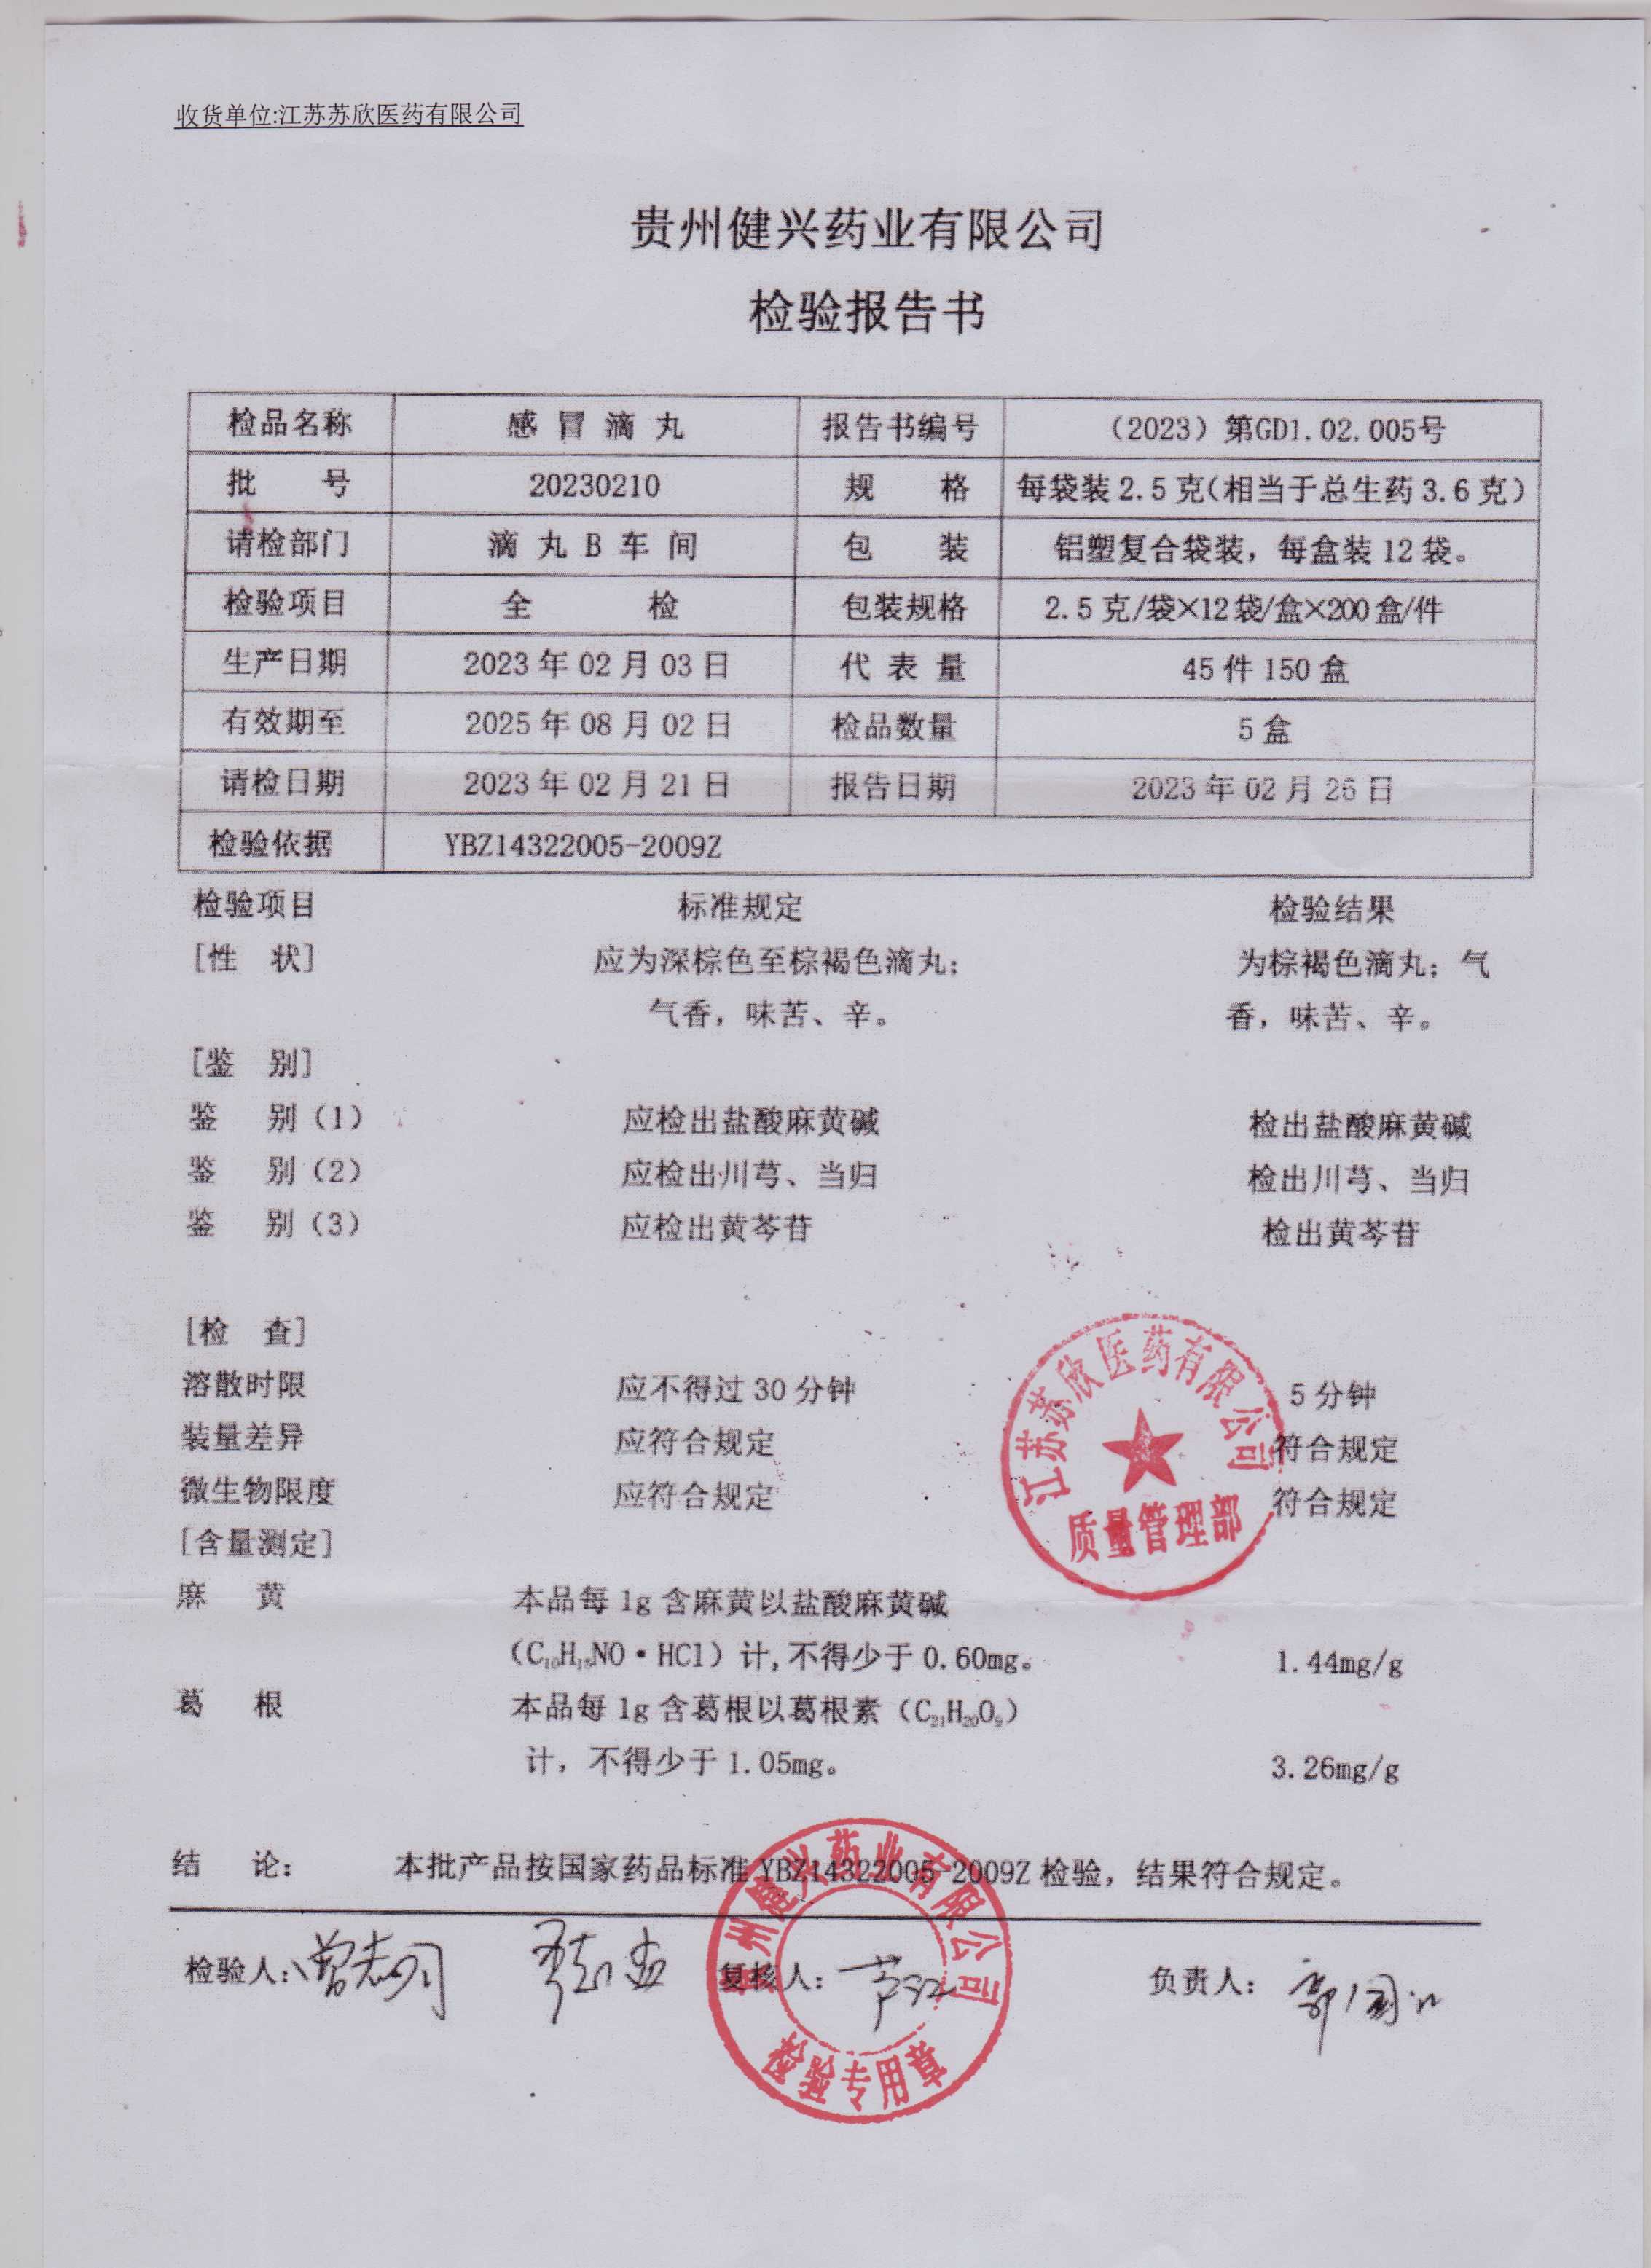 收货单位:江苏苏欣医药有限公司
贵州健兴药业有限公司
检验报告书
检品名称 感冒滴丸 报告书编号 (2023)第GD1.02.005号
批号 20230210 规格 每袋装2.5克(相当于总生药3.6克)
请检部门 滴丸B车间 包装 铝塑复合袋装，每盒装12袋。
检验项目 全检 包装规格 2.5克/袋×12袋/盒×200盒/件
生产日期 2023年02月03日 代表量 45件150盒
有效期至 2025年08月02日 检品数量 5盒
请检日期 2023年02月21日 报告日期 2023年02月26日
检验依据 YBZ14322005-2009Z
检验项目 标准规定 检验结果
[性 状] 应为深棕色至棕褐色滴丸； 为棕褐色滴丸；气
气香，味苦、辛。 香，味苦、辛。
[鉴 别]
鉴 别(1) 应检出盐酸麻黄碱 检出盐酸麻黄碱
鉴 别(2) 应检出川芎、当归 检出川芎、当归
鉴 别(3) 应检出黄芩苷 检出黄芩苷
[检 查]
溶散时限 应不得过30分钟 5分钟
装量差异 应符合规定 符合规定
微生物限度 应符合规定 符合规定
江苏苏欣医药有限公司
质量管理部
[含量测定]
麻 黄 本品每1g含麻黄以盐酸麻黄碱
(C₁₀H₁₅NO·HCl)计,不得少于0.60mg。 1.44mg/g
葛 根 本品每1g含葛根以葛根素(C₂₁H₂₀O₉)
计，不得少于1.05mg。 3.26mg/g
结 论： 本批产品按国家药品标准YBZ14322005-2009Z检验，结果符合规定。
检验人： 复核人： 负责人：
贵州健兴药业有限公司
检验专用章